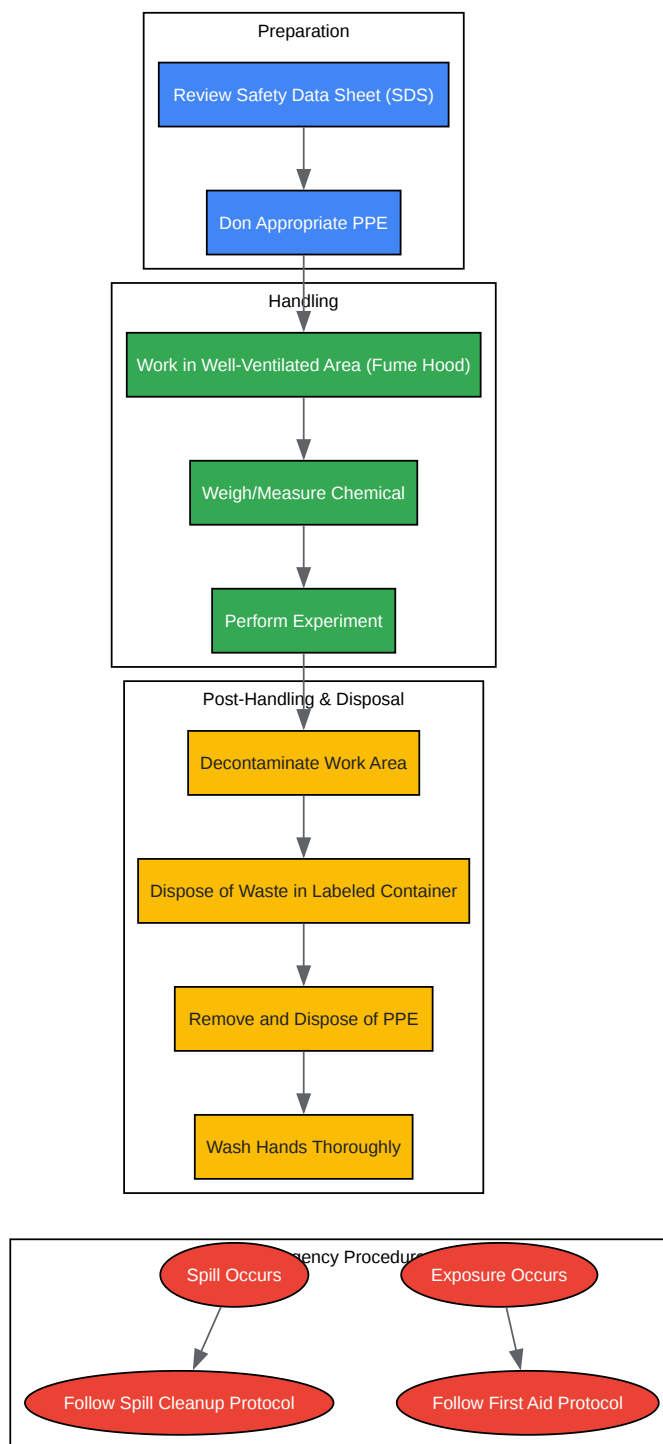 Preparation
Review Safety Data Sheet (SDS)
Don Appropriate PPE
Handling
Work in Well-Ventilated Area (Fume Hood)
Weigh/Measure Chemical
Perform Experiment
Post-Handling & Disposal
Decontaminate Work Area
Dispose of Waste in Labeled Container
Remove and Dispose of PPE
Wash Hands Thoroughly
Spill Occurs
Exposure Occurs
Follow Spill Cleanup Protocol
Follow First Aid Protocol